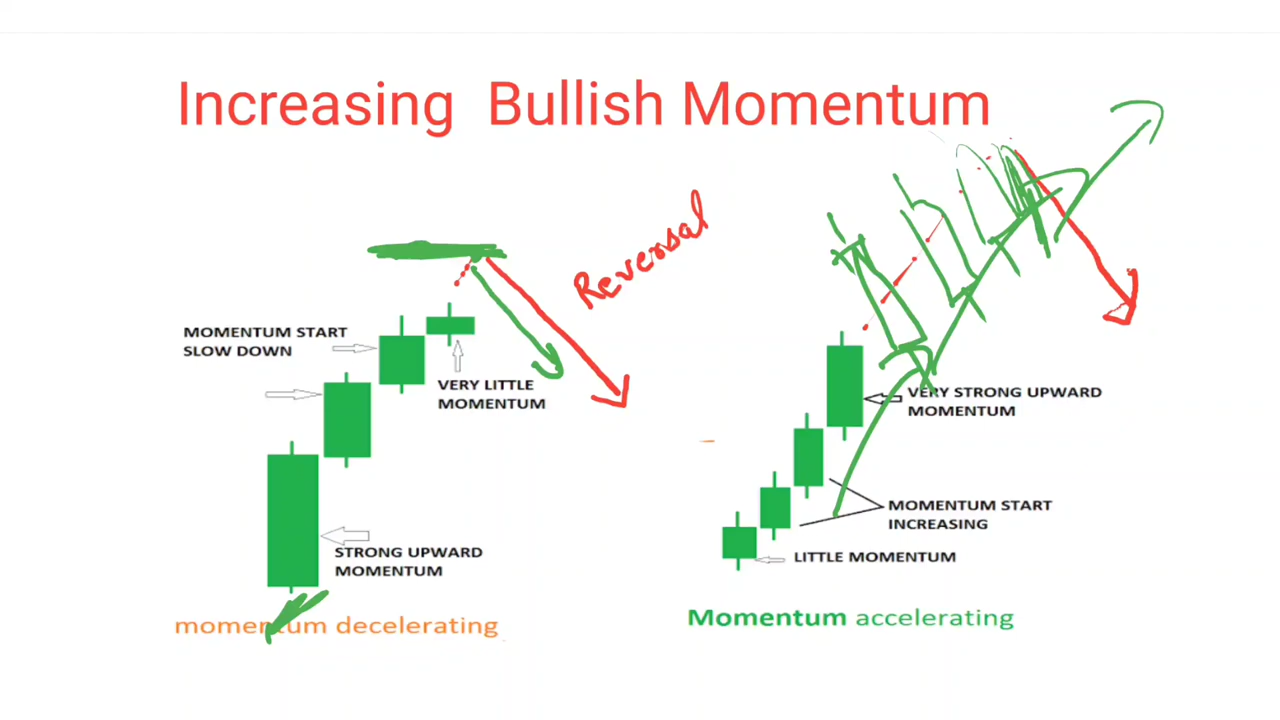 Increasing Bullish Momentum
Reversal
MOMENTUM START
SLOW DOWN
VERY LITTLE
MOMENTUM
STRONG UPWARD
MOMENTUM
momentum decelerating
VERY STRONG UPWARD
MOMENTUM
MOMENTUM START
INCREASING
LITTLE MOMENTUM
Momentum accelerating